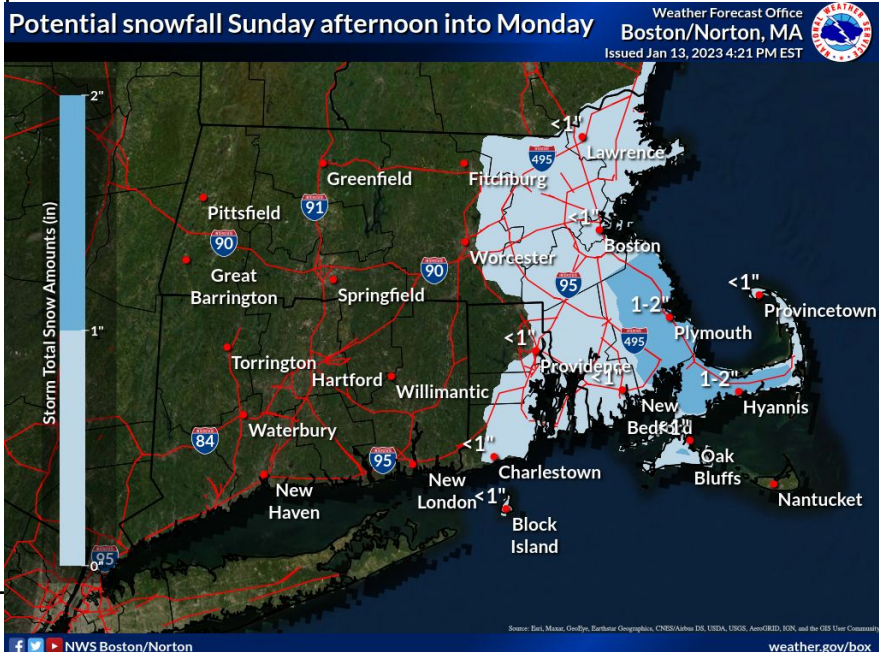 Potential snowfall Sunday afternoon into Monday
Weather Forecast Office
Boston/Norton, MA
Issued Jan 13, 2023 4:21 PM EST
NATIONAL WEATHER SERVICE
Storm Total Snow Amounts (in)
2"
1"
0"
<1"
Lawrence
495
Greenfield
Fitchburg
91
Pittsfield
<1"
Boston
90
Worcester
90
Great
Barrington
Springfield
95
<1"
Provincetown
1-2"
Plymouth
495
<1"
Providence
Torrington
Hartford
Willimantic
<1"
1-2"
Hyannis
New
Bedford
Waterbury
84
<1"
Oak
Bluffs
95
<1"
Charlestown
New
London
New
Haven
<1"
Block
Island
Nantucket
95
Source: Esri, Maxar, GeoEye, Earthstar Geographics, CNES/Airbus DS, USDA, USGS, AeroGRID, IGN, and the GIS User Community
NWS Boston/Norton
weather.gov/box